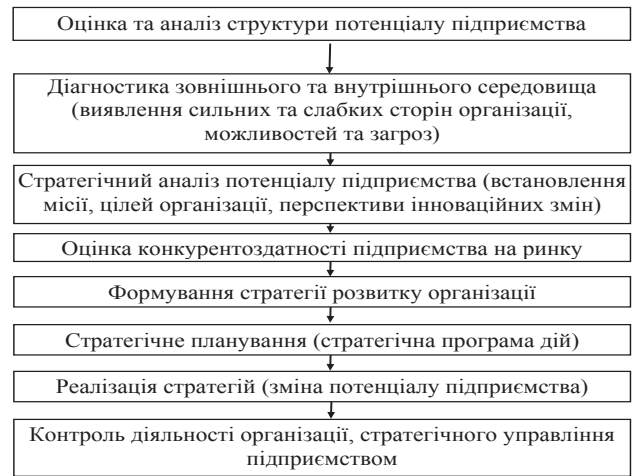 Оцінка та аналіз структури потенціалу підприємства
Діагностика зовнішнього та внутрішнього середовища
(виявлення сильних та слабких сторін організації,
можливостей та загроз)
Стратегічний аналіз потенціалу підприємства (встановлення
місії, цілей організації, перспективи інноваційних змін)
Оцінка конкурентоздатності підприємства на ринку
Формування стратегії розвитку організації
Стратегічне планування (стратегічна програма дій)
Реалізація стратегій (зміна потенціалу підприємства)
Контроль діяльності організації, стратегічного управління
підприємством